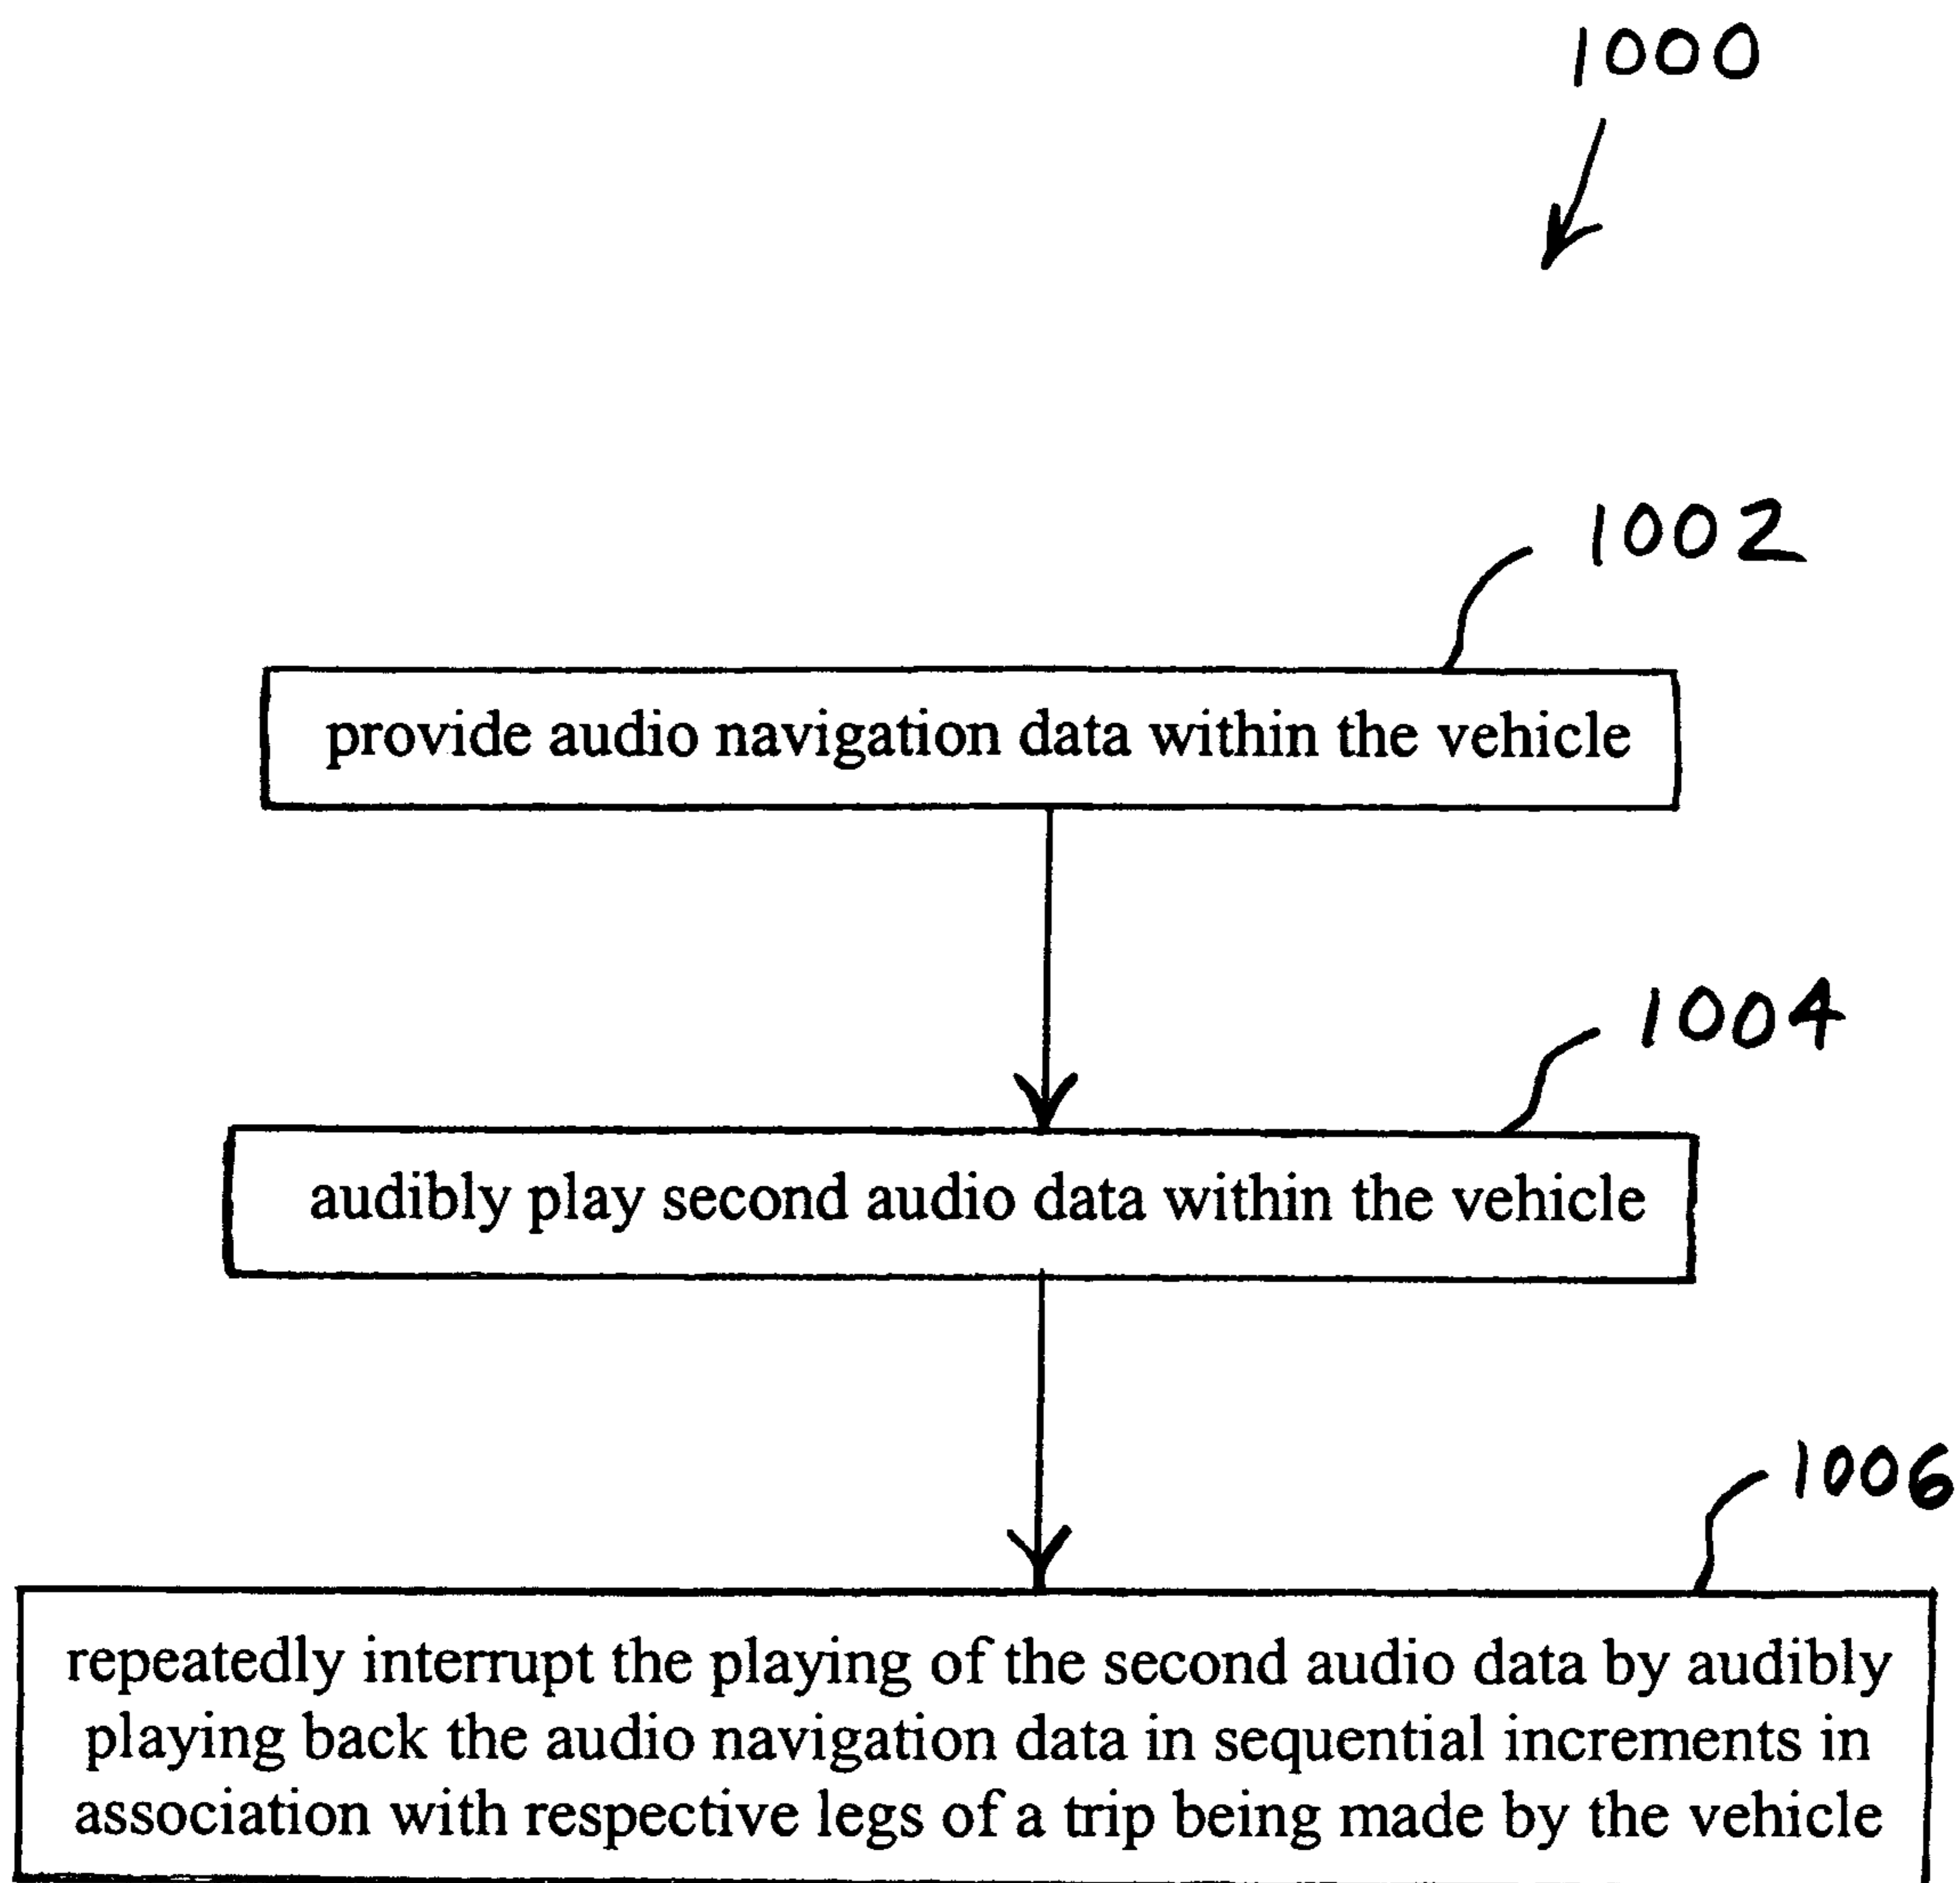 1000
1002
provide audio navigation data within the vehicle
1004
audibly play second audio data within the vehicle
1006
repeatedly interrupt the playing of the second audio data by audibly
playing back the audio navigation data in sequential increments in
association with respective legs of a trip being made by the vehicle